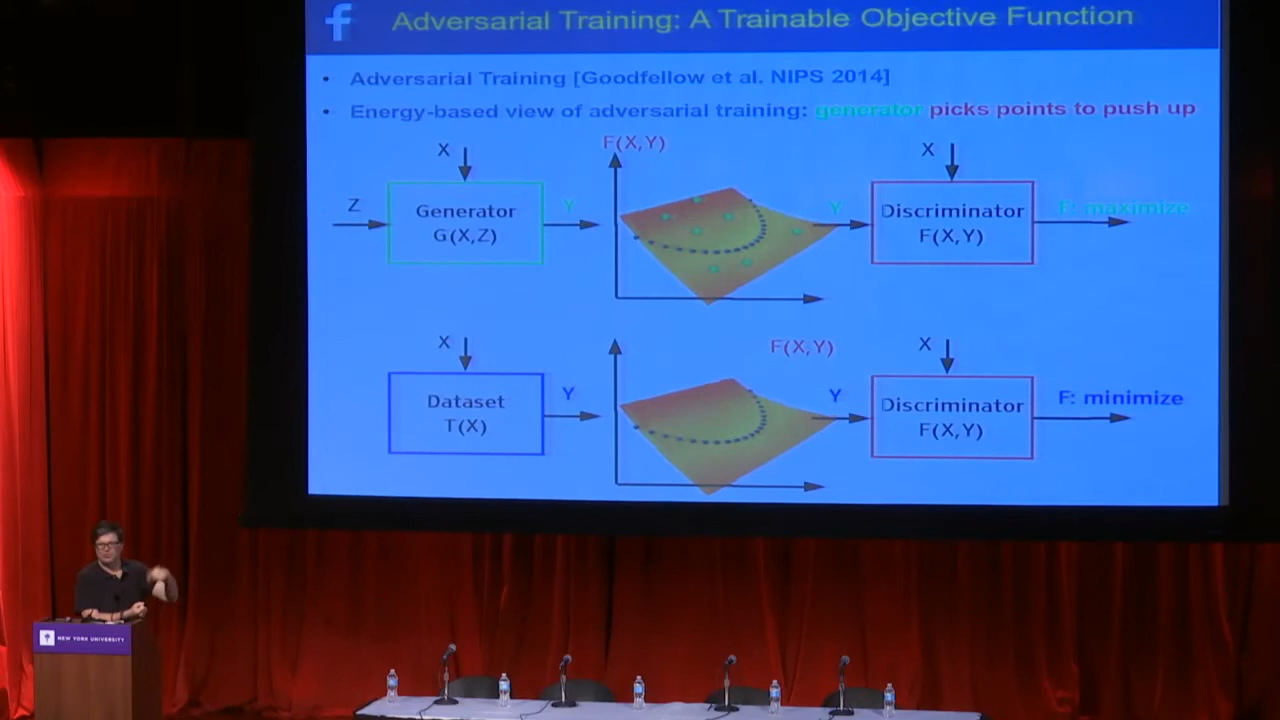 f Adversarial Training: A Trainable Objective Function
• Adversarial Training [Goodfellow et al. NIPS 2014]
• Energy-based view of adversarial training: generator picks points to push up
X
F(X,Y)
X
Z
Generator
G(X,Z)
Y
Y
Discriminator
F(X,Y)
F: maximize
X
F(X,Y)
X
Dataset
T(X)
Y
Y
Discriminator
F(X,Y)
F: minimize
NEW YORK UNIVERSITY